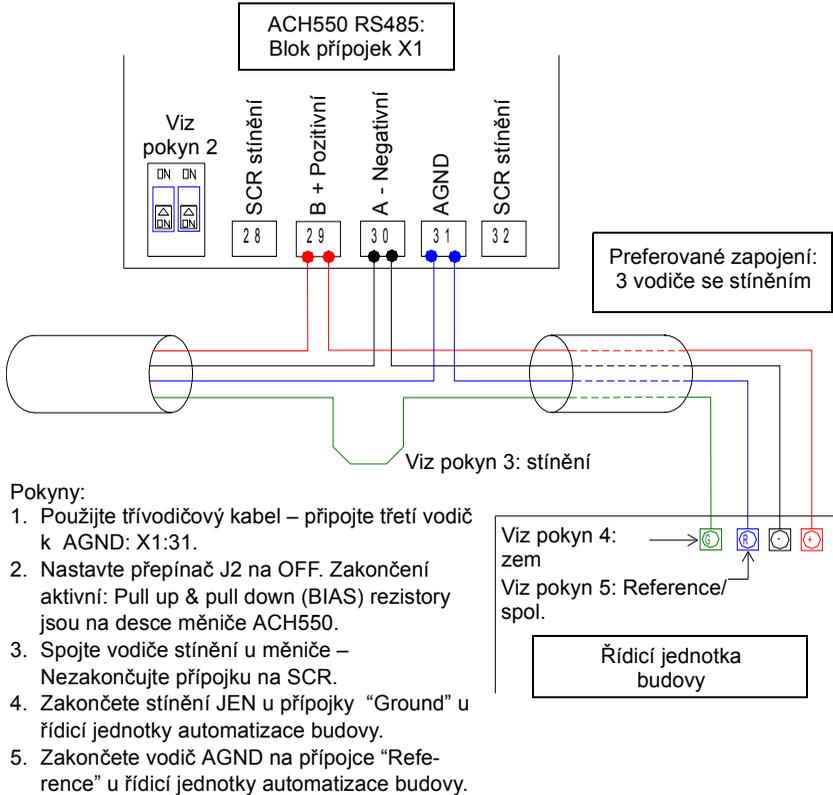 ACH550 RS485:
Blok přípojek X1
Viz
pokyn 2
ON ON
ON ON
SCR stínění
B + Pozitivní
A - Negativní
AGND
SCR stínění
28
29
30
31
32
Preferované zapojení:
3 vodiče se stíněním
Viz pokyn 3: stínění
Pokyny:
1. Použijte třívodičový kabel – připojte třetí vodič
k AGND: X1:31.
2. Nastavte přepínač J2 na OFF. Zakončení
aktivní: Pull up & pull down (BIAS) rezistory
jsou na desce měniče ACH550.
3. Spojte vodiče stínění u měniče –
Nezakončujte přípojku na SCR.
4. Zakončete stínění JEN u přípojky “Ground” u
řídicí jednotky automatizace budovy.
5. Zakončete vodič AGND na přípojce “Refe-
rence” u řídicí jednotky automatizace budovy.
Viz pokyn 4:
zem
G R - +
Viz pokyn 5: Reference/
spol.
Řídicí jednotka
budovy